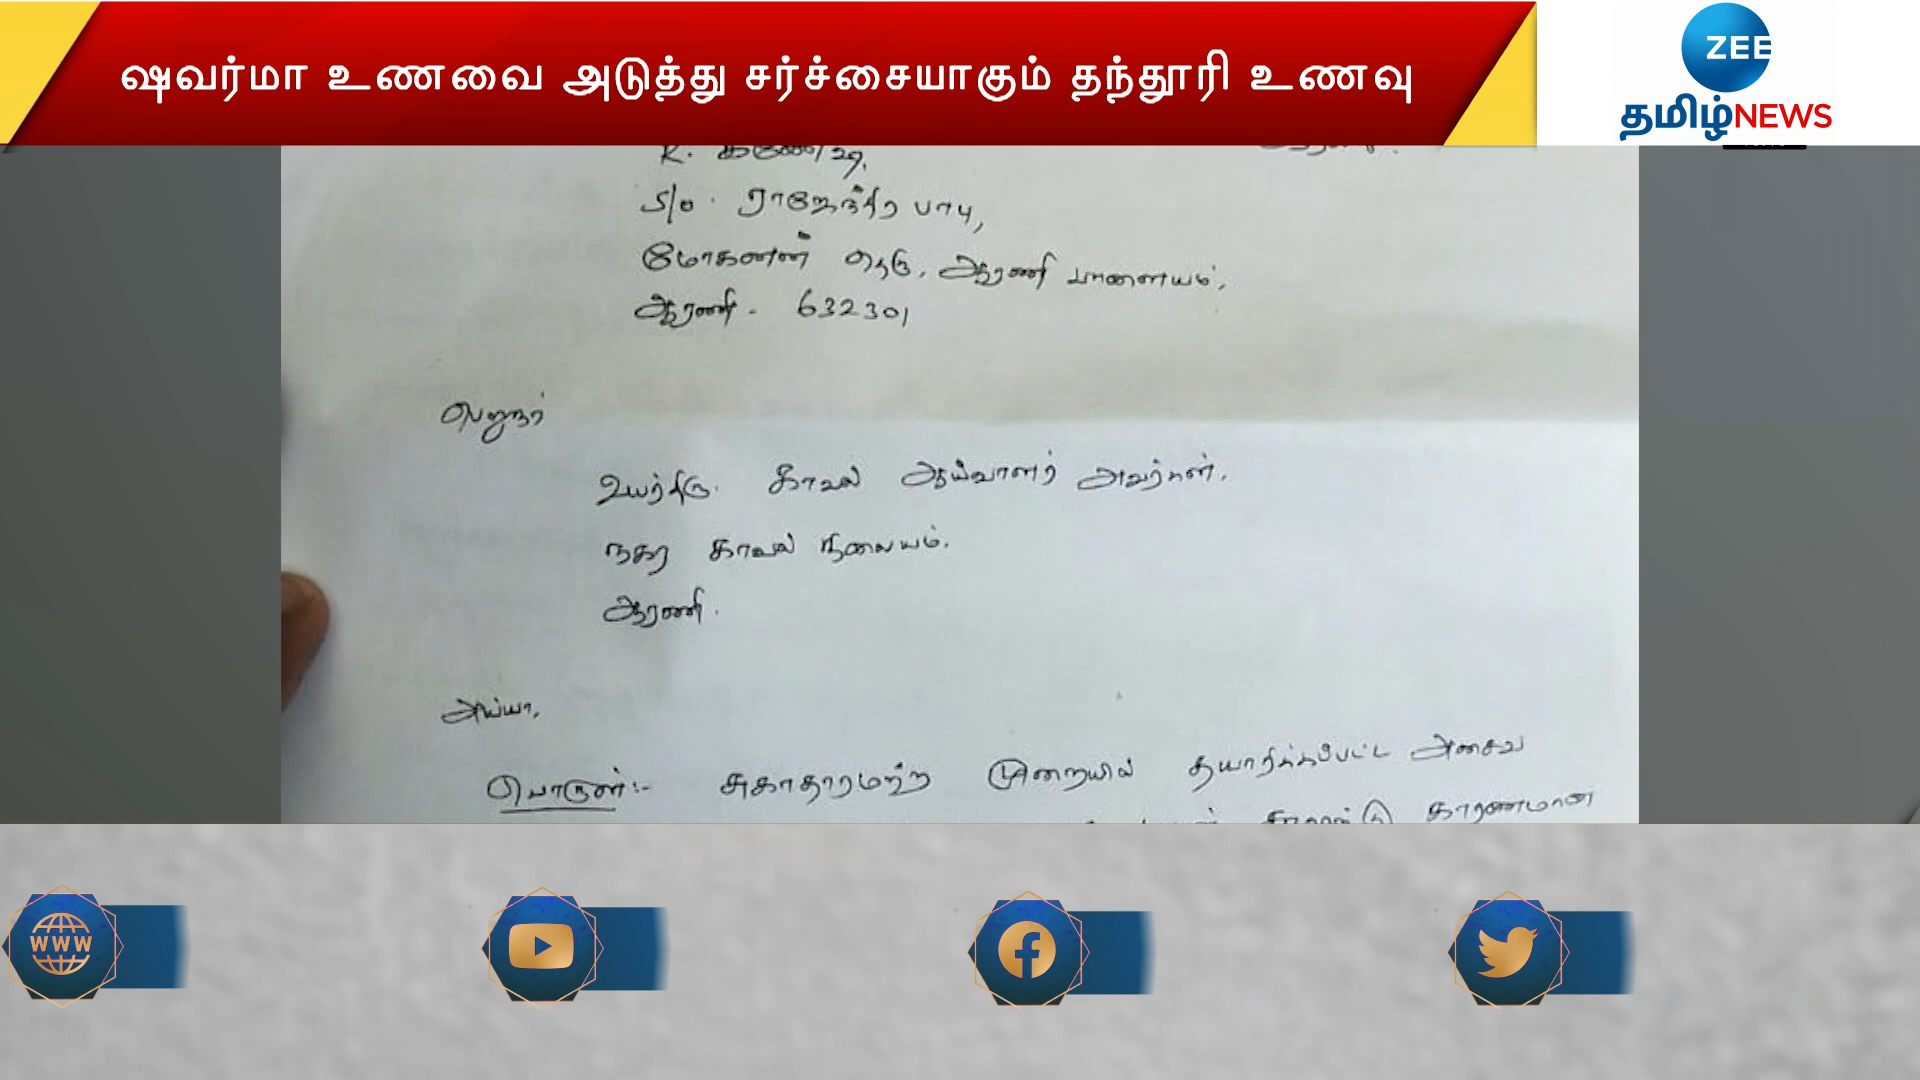 ஷவர்மா உணவை அடுத்து சர்ச்சையாகும் தந்தூரி உணவு
ZEE
தமிழ்NEWS
R. கணேஷ்,
S/o. ராஜேந்திர பாபு,
மோகனன் தெரு, ஆரணி பாளையம்,
ஆரணி - 632301
பெறுநர்
உயர்திரு. காவல் ஆய்வாளர் அவர்கள்.
நகர காவல் நிலையம்.
ஆரணி.
அய்யா,
பொருள்:- சுகாதாரமற்ற முறையில் தயாரிக்கப்பட்ட அசைவ
காரணமான
WWW